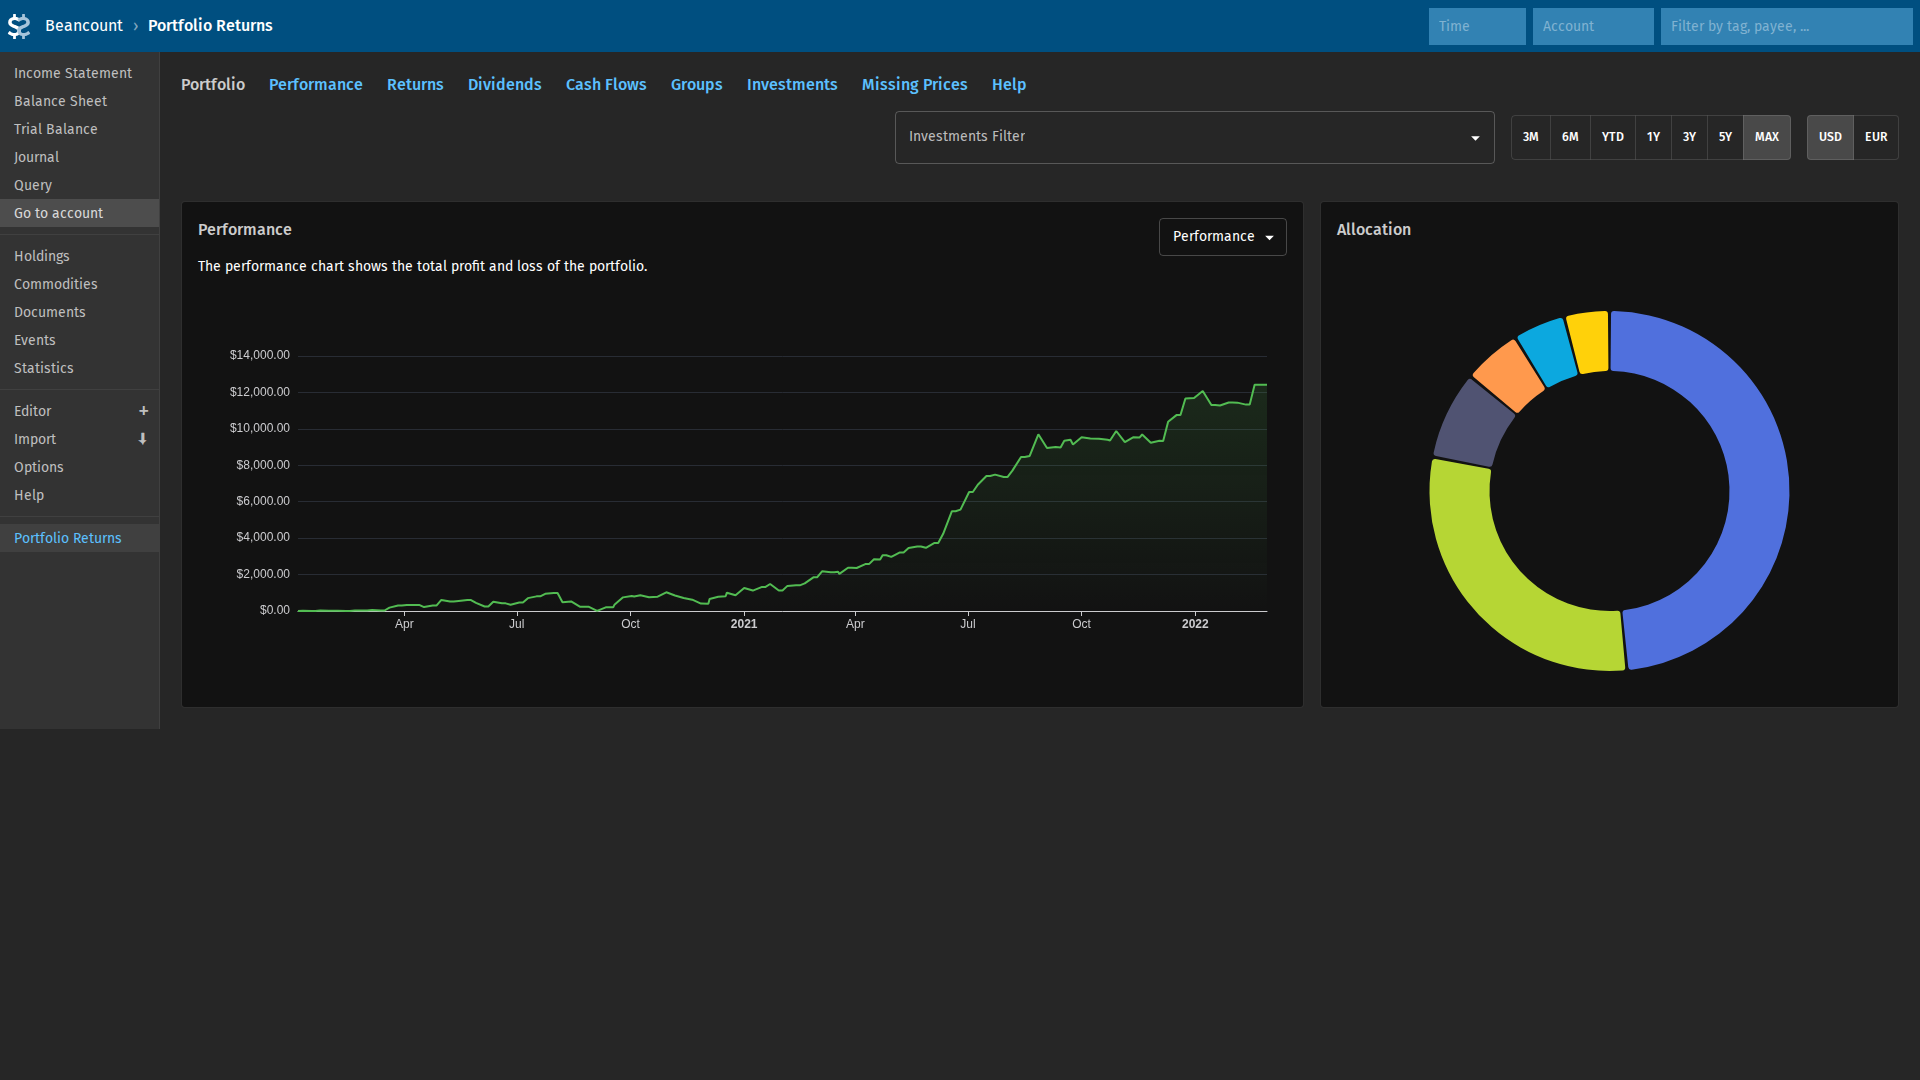 Beancount › Portfolio Returns
Time
Account
Filter by tag, payee, ...
Income Statement
Balance Sheet
Trial Balance
Journal
Query
Go to account
Holdings
Commodities
Documents
Events
Statistics
Editor +
Import
Options
Help
Portfolio Returns
Portfolio Performance Returns Dividends Cash Flows Groups Investments Missing Prices Help
Investments Filter
3M 6M YTD 1Y 3Y 5Y MAX
USD EUR
Performance
Performance
The performance chart shows the total profit and loss of the portfolio.
$14,000.00
$12,000.00
$10,000.00
$8,000.00
$6,000.00
$4,000.00
$2,000.00
$0.00
Apr Jul Oct 2021 Apr Jul Oct 2022
Allocation